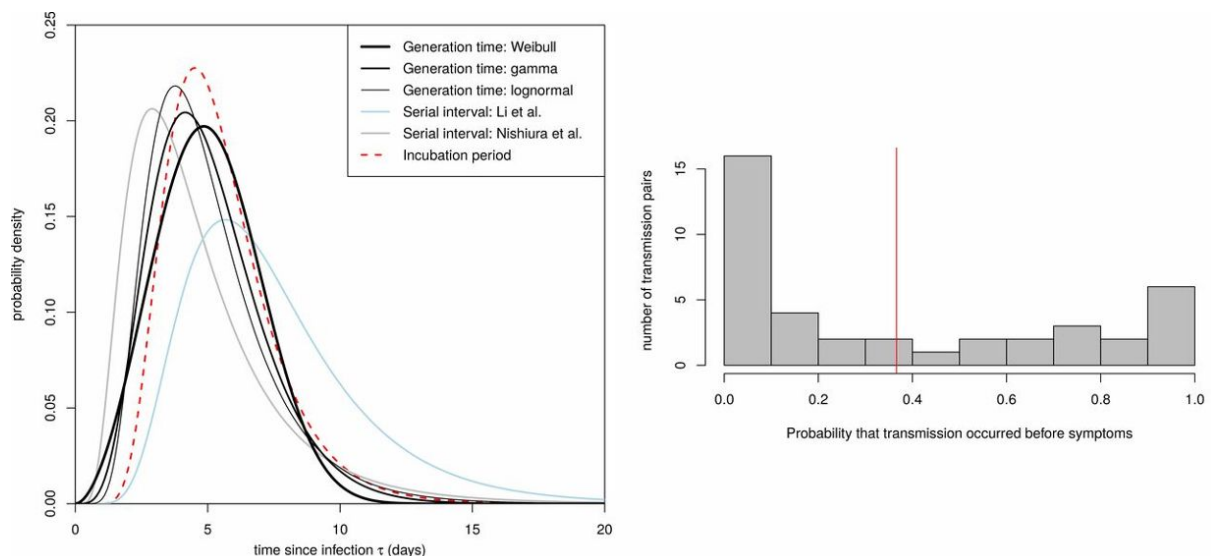 probability density
0.25
0.20
0.15
0.10
0.05
0.00
0 5 10 15 20
time since infection τ (days)
Generation time: Weibull
Generation time: gamma
Generation time: lognormal
Serial interval: Li et al.
Serial interval: Nishiura et al.
Incubation period
number of transmission pairs
15
10
5
0
0.0 0.2 0.4 0.6 0.8 1.0
Probability that transmission occurred before symptoms